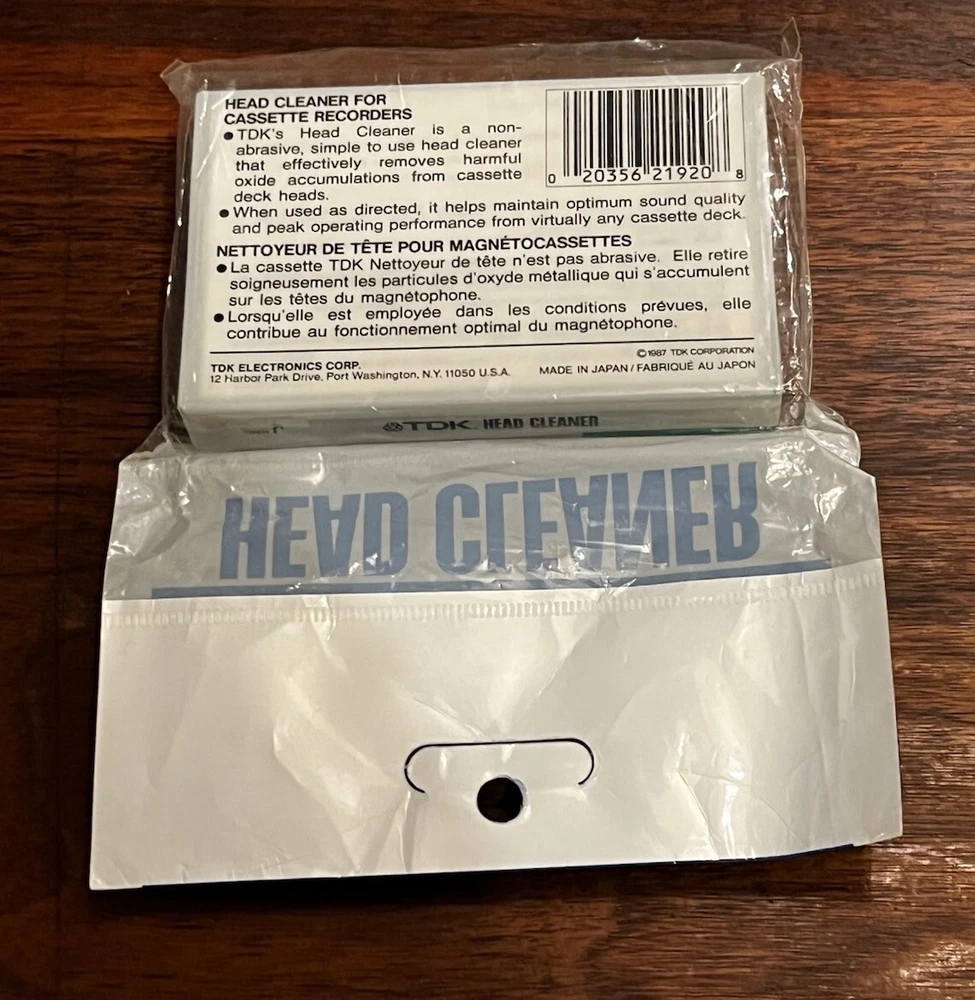 HEAD CLEANER FOR
CASSETTE RECORDERS
● TDK's Head Cleaner is a non-
abrasive, simple to use head cleaner
that effectively removes harmful
oxide accumulations from cassette
deck heads.
● When used as directed, it helps maintain optimum sound quality
and peak operating performance from virtually any cassette deck.
0 20356 21920 8
NETTOYEUR DE TÊTE POUR MAGNÉTOCASSETTES
● La cassette TDK Nettoyeur de tête n'est pas abrasive. Elle retire
soigneusement les particules d'oxyde métallique qui s'accumulent
sur les têtes du magnétophone.
● Lorsqu'elle est employée dans les conditions prévues, elle
contribue au fonctionnement optimal du magnétophone.
© 1987 TDK CORPORATION
TDK ELECTRONICS CORP.
12 Harbor Park Drive, Port Washington, N.Y. 11050 U.S.A.
MADE IN JAPAN / FABRIQUÉ AU JAPON
TDK. HEAD CLEANER
HEAD CLEANER